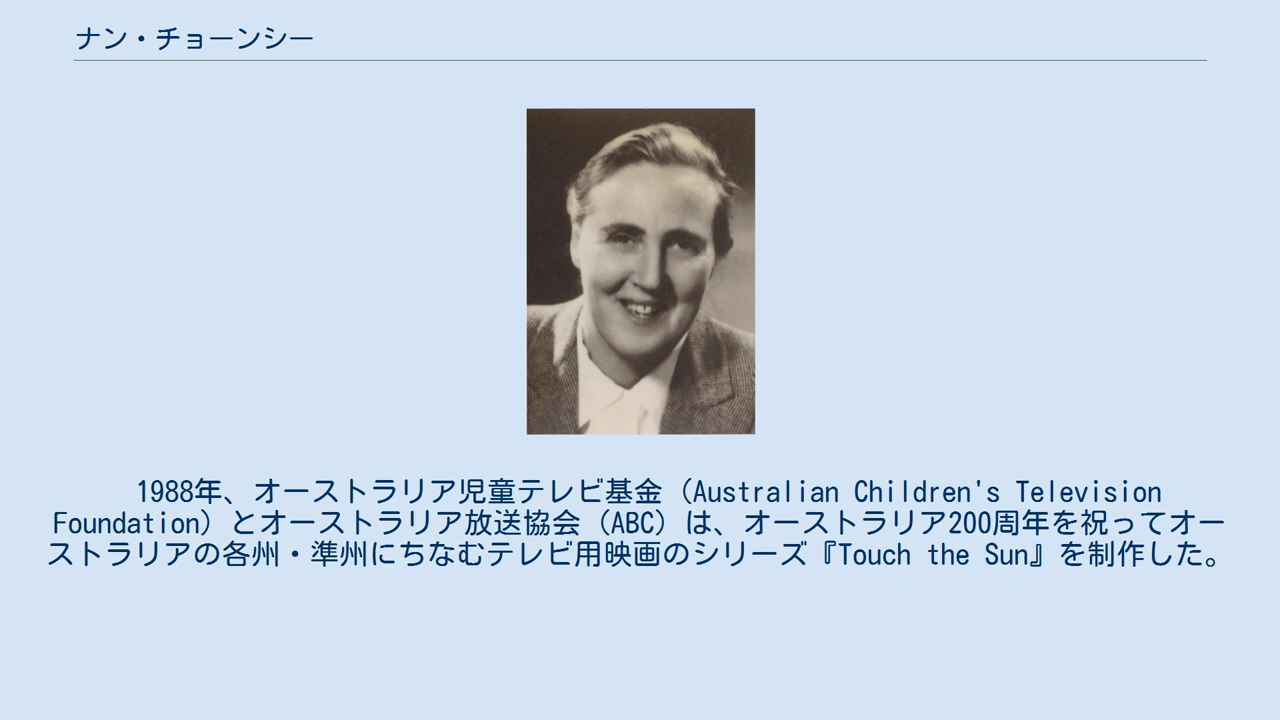 ナン・チョーンシー
1988年、オーストラリア児童テレビ基金（Australian Children's Television
Foundation）とオーストラリア放送協会（ABC）は、オーストラリア200周年を祝ってオー
ストラリアの各州・準州にちなむテレビ用映画のシリーズ『Touch the Sun』を制作した。